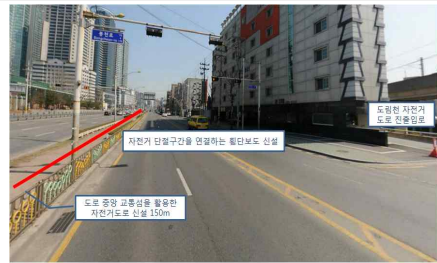 도림천 자전거
도로 진출입로
자전거 단절구간을 연결하는 횡단보도 신설
도로 중앙 교통섬을 활용한
자전거도로 신설 150m